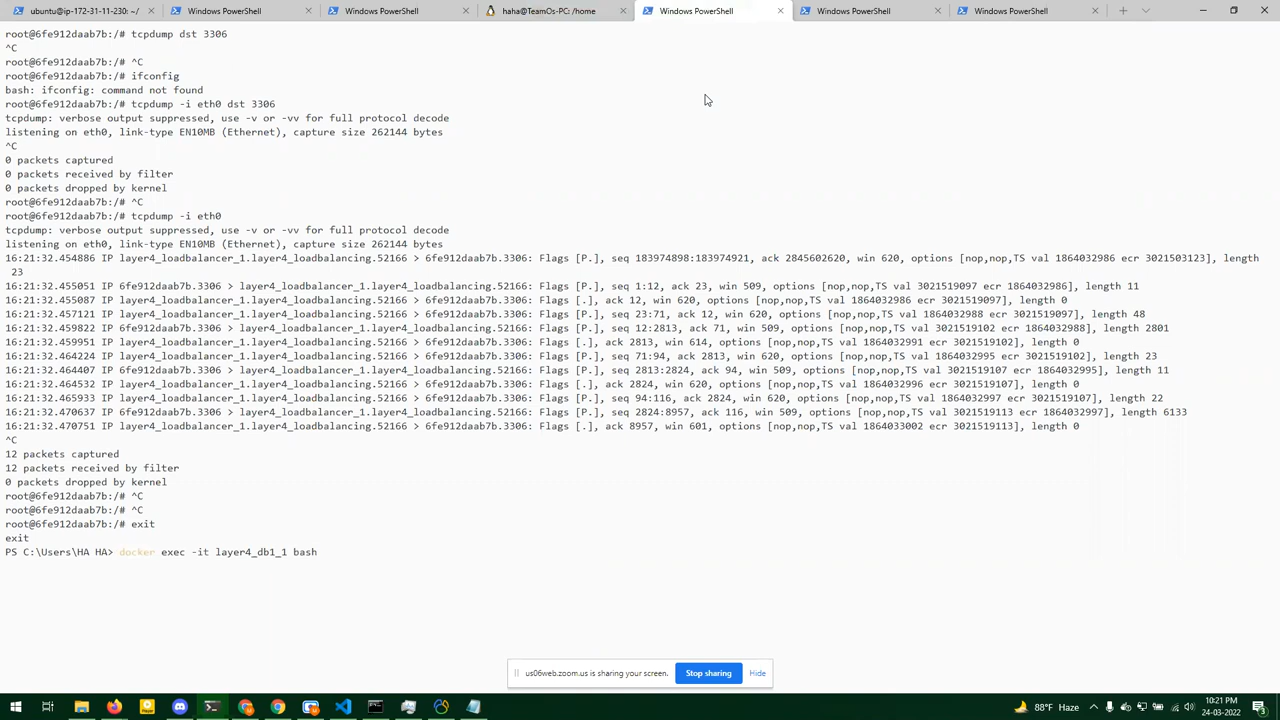 ubuntu@ip-172-31-11-230: ~/
Windows PowerShell
Windows PowerShell
haha@TeamOs-PC: /home
Windows PowerShell
Windows PowerShell
Windows PowerShell
root@6fe912daab7b:/# tcpdump dst 3306
^C
root@6fe912daab7b:/# ^C
root@6fe912daab7b:/# ifconfig
bash: ifconfig: command not found
root@6fe912daab7b:/# tcpdump -i eth0 dst 3306
tcpdump: verbose output suppressed, use -v or -vv for full protocol decode
listening on eth0, link-type EN10MB (Ethernet), capture size 262144 bytes
^C
0 packets captured
0 packets received by filter
0 packets dropped by kernel
root@6fe912daab7b:/# ^C
root@6fe912daab7b:/# tcpdump -i eth0
tcpdump: verbose output suppressed, use -v or -vv for full protocol decode
listening on eth0, link-type EN10MB (Ethernet), capture size 262144 bytes
16:21:32.454886 IP layer4_loadbalancer_1.layer4_loadbalancing.52166 > 6fe912daab7b.3306: Flags [P.], seq 183974898:183974921, ack 2845602620, win 620, options [nop,nop,TS val 1864032986 ecr 3021503123], length
23
16:21:32.455051 IP 6fe912daab7b.3306 > layer4_loadbalancer_1.layer4_loadbalancing.52166: Flags [P.], seq 1:12, ack 23, win 509, options [nop,nop,TS val 3021519097 ecr 1864032986], length 11
16:21:32.455087 IP layer4_loadbalancer_1.layer4_loadbalancing.52166 > 6fe912daab7b.3306: Flags [.], ack 12, win 620, options [nop,nop,TS val 1864032986 ecr 3021519097], length 0
16:21:32.457121 IP layer4_loadbalancer_1.layer4_loadbalancing.52166 > 6fe912daab7b.3306: Flags [P.], seq 23:71, ack 12, win 620, options [nop,nop,TS val 1864032988 ecr 3021519097], length 48
16:21:32.459822 IP 6fe912daab7b.3306 > layer4_loadbalancer_1.layer4_loadbalancing.52166: Flags [P.], seq 12:2813, ack 71, win 509, options [nop,nop,TS val 3021519102 ecr 1864032988], length 2801
16:21:32.459951 IP layer4_loadbalancer_1.layer4_loadbalancing.52166 > 6fe912daab7b.3306: Flags [.], ack 2813, win 614, options [nop,nop,TS val 1864032991 ecr 3021519102], length 0
16:21:32.464224 IP layer4_loadbalancer_1.layer4_loadbalancing.52166 > 6fe912daab7b.3306: Flags [P.], seq 71:94, ack 2813, win 620, options [nop,nop,TS val 1864032995 ecr 3021519102], length 23
16:21:32.464407 IP 6fe912daab7b.3306 > layer4_loadbalancer_1.layer4_loadbalancing.52166: Flags [P.], seq 2813:2824, ack 94, win 509, options [nop,nop,TS val 3021519107 ecr 1864032995], length 11
16:21:32.464532 IP layer4_loadbalancer_1.layer4_loadbalancing.52166 > 6fe912daab7b.3306: Flags [.], ack 2824, win 620, options [nop,nop,TS val 1864032996 ecr 3021519107], length 0
16:21:32.465933 IP layer4_loadbalancer_1.layer4_loadbalancing.52166 > 6fe912daab7b.3306: Flags [P.], seq 94:116, ack 2824, win 620, options [nop,nop,TS val 1864032997 ecr 3021519107], length 22
16:21:32.470637 IP 6fe912daab7b.3306 > layer4_loadbalancer_1.layer4_loadbalancing.52166: Flags [P.], seq 2824:8957, ack 116, win 509, options [nop,nop,TS val 3021519113 ecr 1864032997], length 6133
16:21:32.470751 IP layer4_loadbalancer_1.layer4_loadbalancing.52166 > 6fe912daab7b.3306: Flags [.], ack 8957, win 601, options [nop,nop,TS val 1864033002 ecr 3021519113], length 0
^C
12 packets captured
12 packets received by filter
0 packets dropped by kernel
root@6fe912daab7b:/# ^C
root@6fe912daab7b:/# ^C
root@6fe912daab7b:/# exit
exit
PS C:\Users\HA HA> docker exec -it layer4_db1_1 bash
us06web.zoom.us is sharing your screen.
Stop sharing
Hide
88°F Haze
10:21 PM
24-03-2022
3